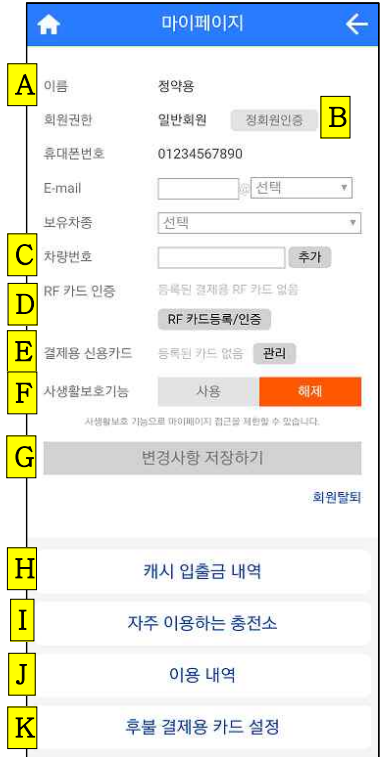 마이페이지
A 이름 정약용
회원권한 일반회원 정회원인증 B
휴대폰번호 01234567890
E-mail @ 선택
보유차종 선택
C 차량번호 추가
D RF 카드 인증 등록된 결제용 RF 카드 없음
RF 카드등록/인증
E 결제용 신용카드 등록된 카드 없음 관리
F 사생활보호기능 사용 해제
사생활보호 기능으로 마이페이지 접근을 제한할 수 있습니다.
G 변경사항 저장하기
회원탈퇴
H 캐시 입출금 내역
I 자주 이용하는 충전소
J 이용 내역
K 후불 결제용 카드 설정